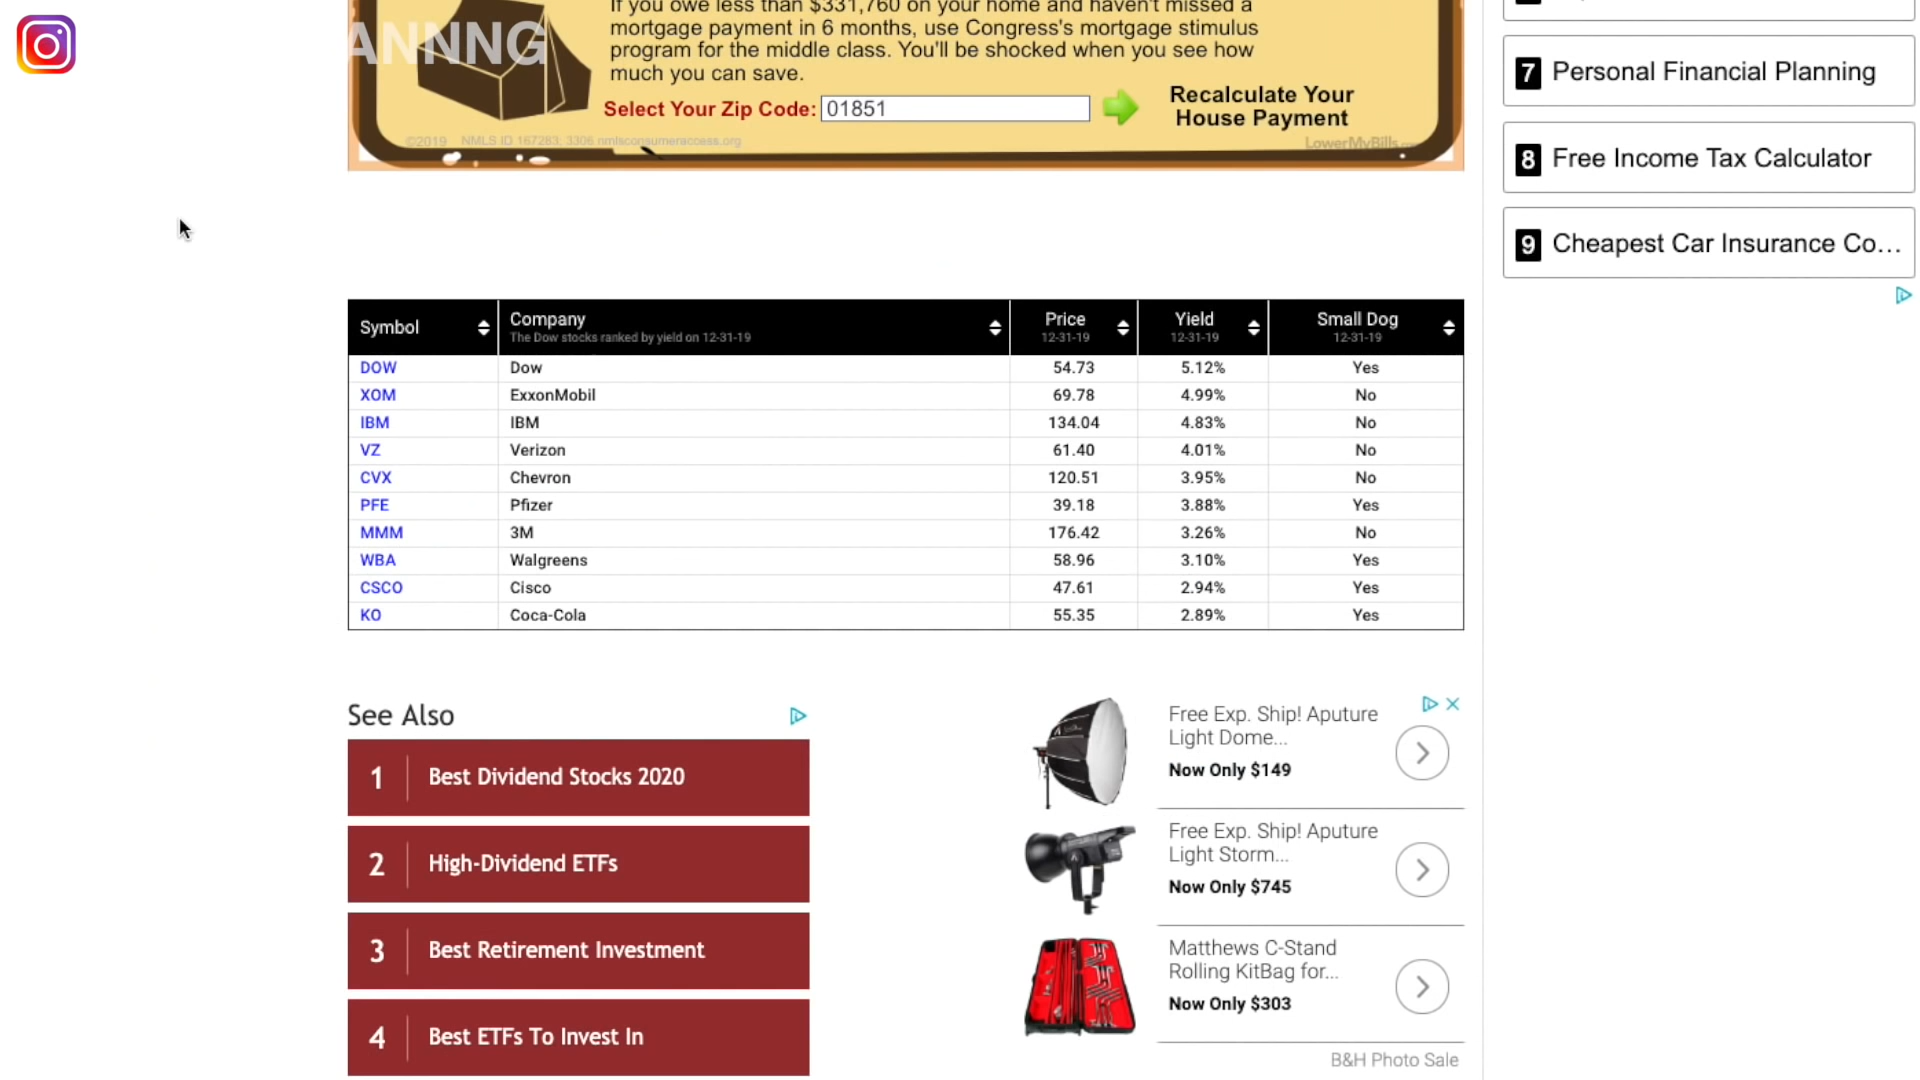 If you owe less than $331,760 on your home and haven't missed a
ANNNG
mortgage payment in 6 months, use Congress's mortgage stimulus
program for the middle class. You'll be shocked when you see how
much you can save.
Select Your Zip Code: 01851
Recalculate Your
House Payment
©2019 NMLS ID 167283; 3306 nmlsconsumeraccess.org
LowerMyBills
7 Personal Financial Planning
8 Free Income Tax Calculator
9 Cheapest Car Insurance Co...
Symbol Company Price Yield Small Dog
The Dow stocks ranked by yield on 12-31-19 12-31-19 12-31-19 12-31-19
DOW Dow 54.73 5.12% Yes
XOM ExxonMobil 69.78 4.99% No
IBM IBM 134.04 4.83% No
VZ Verizon 61.40 4.01% No
CVX Chevron 120.51 3.95% No
PFE Pfizer 39.18 3.88% Yes
MMM 3M 176.42 3.26% No
WBA Walgreens 58.96 3.10% Yes
CSCO Cisco 47.61 2.94% Yes
KO Coca-Cola 55.35 2.89% Yes
See Also
1 Best Dividend Stocks 2020
2 High-Dividend ETFs
3 Best Retirement Investment
4 Best ETFs To Invest In
Free Exp. Ship! Aputure
Light Dome...
Now Only $149
Free Exp. Ship! Aputure
Light Storm...
Now Only $745
Matthews C-Stand
Rolling KitBag for...
Now Only $303
B&H Photo Sale